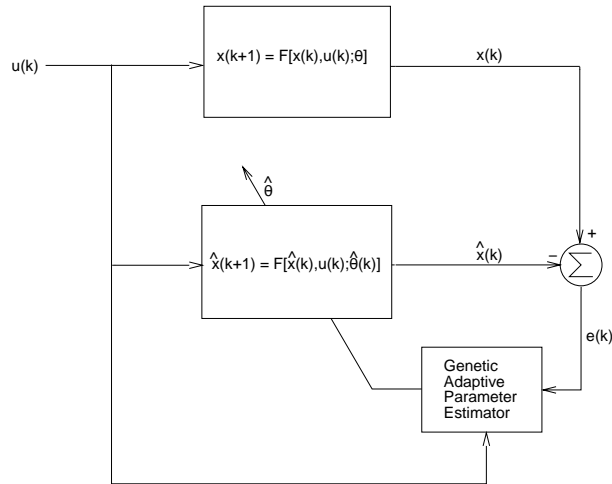 x(k+1) = F[x(k),u(k);θ]
x(k)
u(k)
θ̂
+
x̂(k+1) = F[x̂(k),u(k);θ̂(k)]
x̂(k)
−
Σ
e(k)
Genetic
Adaptive
Parameter
Estimator